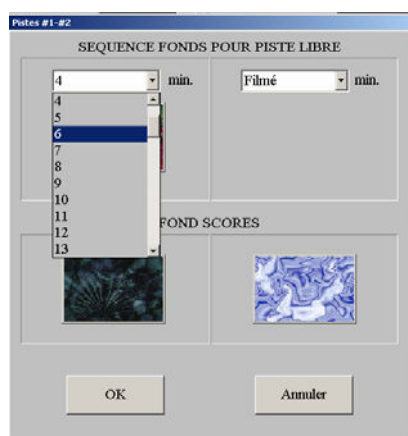 Pistes #1-#2
SEQUENCE FONDS POUR PISTE LIBRE
4 min. Filmé min.
4
5
6
7
8
9
10
11
12
13
FOND SCORES
OK Annuler